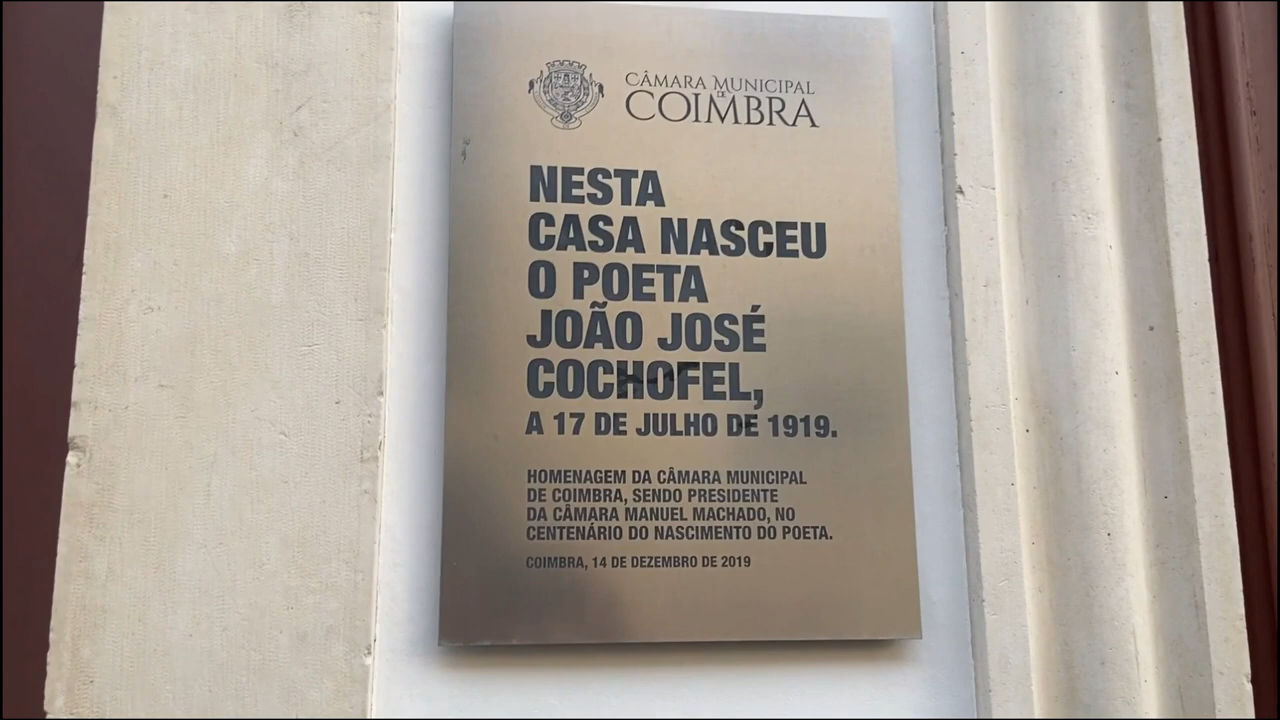 CÂMARA MUNICIPAL
DE
COIMBRA
NESTA
CASA NASCEU
O POETA
JOÃO JOSÉ
COCHOFEL,
A 17 DE JULHO DE 1919.
HOMENAGEM DA CÂMARA MUNICIPAL
DE COIMBRA, SENDO PRESIDENTE
DA CÂMARA MANUEL MACHADO, NO
CENTENÁRIO DO NASCIMENTO DO POETA.
COIMBRA, 14 DE DEZEMBRO DE 2019